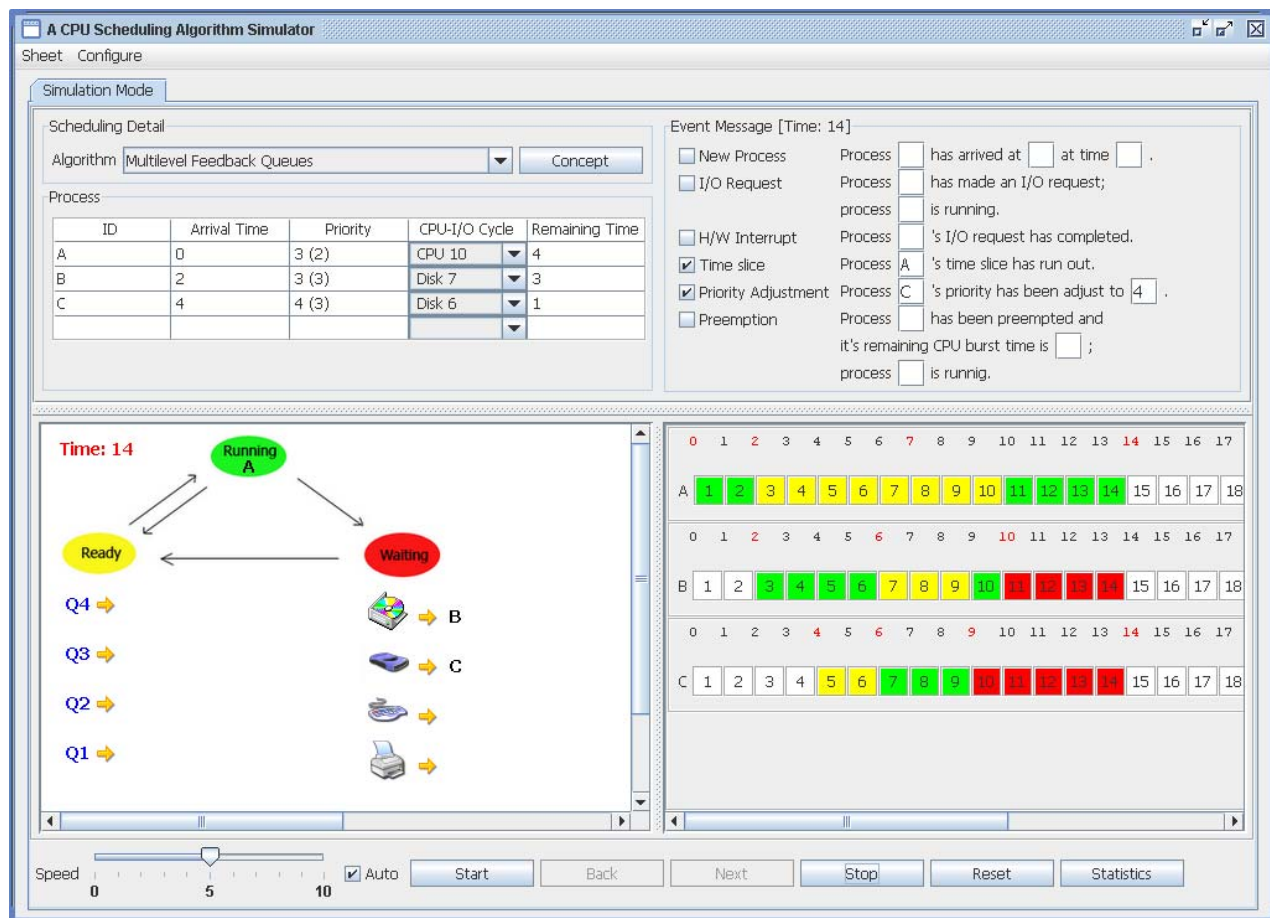 A CPU Scheduling Algorithm Simulator
Sheet Configure
Simulation Mode
Scheduling Detail
Algorithm Multilevel Feedback Queues Concept
Process
ID Arrival Time Priority CPU-I/O Cycle Remaining Time
A 0 3 (2) CPU 10 4
B 2 3 (3) Disk 7 3
C 4 4 (3) Disk 6 1
Event Message [Time: 14]
New Process Process has arrived at at time .
I/O Request Process has made an I/O request;
process is running.
H/W Interrupt Process 's I/O request has completed.
Time slice Process A 's time slice has run out.
Priority Adjustment Process C 's priority has been adjust to 4 .
Preemption Process has been preempted and
it's remaining CPU burst time is ;
process is runnig.
Time: 14
Running
A
Ready
Waiting
Q4 B
Q3 C
Q2
Q1
0 1 2 3 4 5 6 7 8 9 10 11 12 13 14 15 16 17
A 1 2 3 4 5 6 7 8 9 10 11 12 13 14 15 16 17 18
0 1 2 3 4 5 6 7 8 9 10 11 12 13 14 15 16 17
B 1 2 3 4 5 6 7 8 9 10 11 12 13 14 15 16 17 18
0 1 2 3 4 5 6 7 8 9 10 11 12 13 14 15 16 17
C 1 2 3 4 5 6 7 8 9 10 11 12 13 14 15 16 17 18
Speed 0 5 10 Auto Start Back Next Stop Reset Statistics